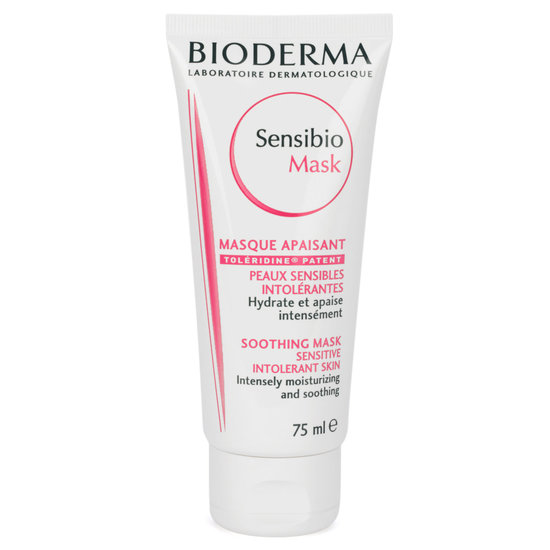 BIODERMA
LABORATOIRE DERMATOLOGIQUE
Sensibio
Mask
MASQUE APAISANT
TOLÉRIDINE® PATENT
PEAUX SENSIBLES
INTOLÉRANTES
Hydrate et apaise
intensément
SOOTHING MASK
SENSITIVE
INTOLERANT SKIN
Intensely moisturizing
and soothing
75 ml ℮